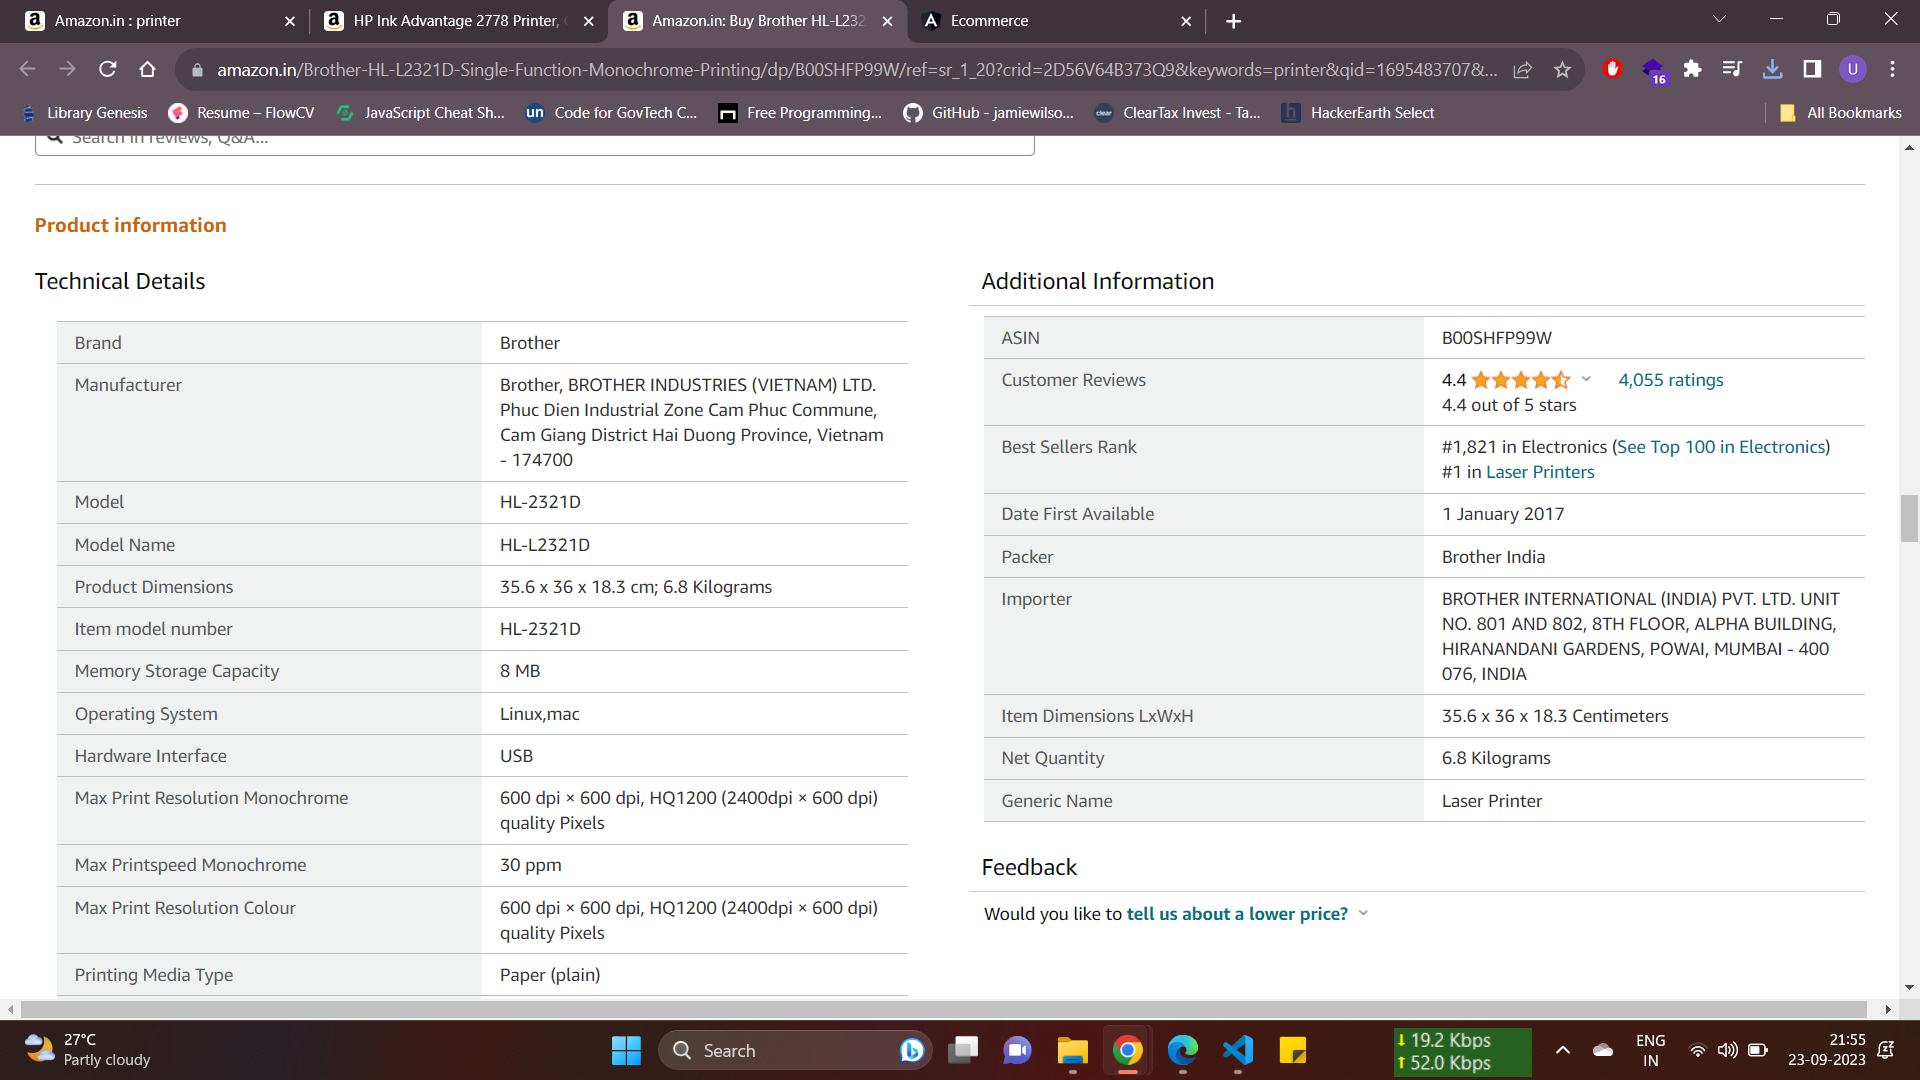 Amazon.in : printer
HP Ink Advantage 2778 Printer,
Amazon.in: Buy Brother HL-L232
Ecommerce
amazon.in/Brother-HL-L2321D-Single-Function-Monochrome-Printing/dp/B00SHFP99W/ref=sr_1_20?crid=2D56V64B373Q9&keywords=printer&qid=1695483707&...
16
U
Library Genesis
Resume – FlowCV
JavaScript Cheat Sh...
un Code for GovTech C...
Free Programming...
GitHub - jamiewilso...
clear ClearTax Invest - Ta...
h HackerEarth Select
All Bookmarks
Search in reviews, Q&A...
Product information
Technical Details
Brand Brother
Manufacturer Brother, BROTHER INDUSTRIES (VIETNAM) LTD.
Phuc Dien Industrial Zone Cam Phuc Commune,
Cam Giang District Hai Duong Province, Vietnam
- 174700
Model HL-2321D
Model Name HL-L2321D
Product Dimensions 35.6 x 36 x 18.3 cm; 6.8 Kilograms
Item model number HL-2321D
Memory Storage Capacity 8 MB
Operating System Linux,mac
Hardware Interface USB
Max Print Resolution Monochrome 600 dpi × 600 dpi, HQ1200 (2400dpi × 600 dpi)
quality Pixels
Max Printspeed Monochrome 30 ppm
Max Print Resolution Colour 600 dpi × 600 dpi, HQ1200 (2400dpi × 600 dpi)
quality Pixels
Printing Media Type Paper (plain)
Additional Information
ASIN B00SHFP99W
Customer Reviews 4.4 4,055 ratings
4.4 out of 5 stars
Best Sellers Rank #1,821 in Electronics (See Top 100 in Electronics)
#1 in Laser Printers
Date First Available 1 January 2017
Packer Brother India
Importer BROTHER INTERNATIONAL (INDIA) PVT. LTD. UNIT
NO. 801 AND 802, 8TH FLOOR, ALPHA BUILDING,
HIRANANDANI GARDENS, POWAI, MUMBAI - 400
076, INDIA
Item Dimensions LxWxH 35.6 x 36 x 18.3 Centimeters
Net Quantity 6.8 Kilograms
Generic Name Laser Printer
Feedback
Would you like to tell us about a lower price?
27°C
Partly cloudy
Search
19.2 Kbps
52.0 Kbps
ENG
IN
21:55
23-09-2023